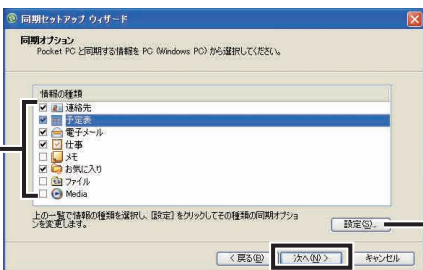 同期セットアップ ウィザード
同期オプション
Pocket PC と同期する情報を PC (Windows PC) から選択してください。
情報の種類
連絡先
予定表
電子メール
仕事
メモ
お気に入り
ファイル
Media
上の一覧で情報の種類を選択し、[設定] をクリックしてその種類の同期オプショ
ンを変更します。
設定(S)...
< 戻る(B)
次へ(N) >
キャンセル